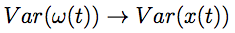 Var(ω(t)) → Var(x(t))